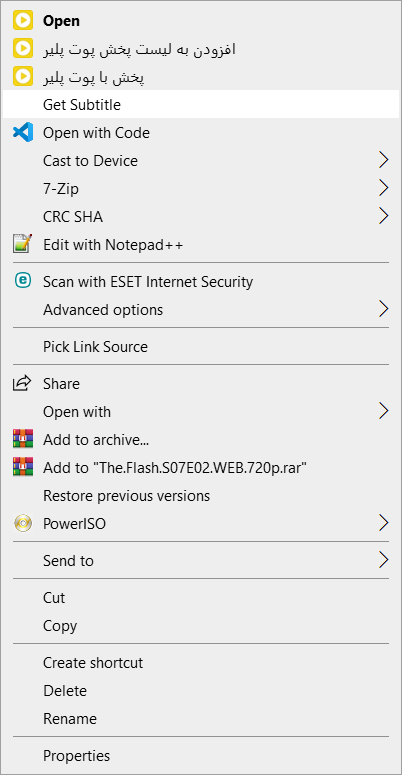 Open
افزودن به لیست پخش پوت پلیر
پخش با پوت پلیر
Get Subtitle
Open with Code
Cast to Device
7-Zip
CRC SHA
Edit with Notepad++
Scan with ESET Internet Security
Advanced options
Pick Link Source
Share
Open with
Add to archive...
Add to "The.Flash.S07E02.WEB.720p.rar"
Restore previous versions
PowerISO
Send to
Cut
Copy
Create shortcut
Delete
Rename
Properties